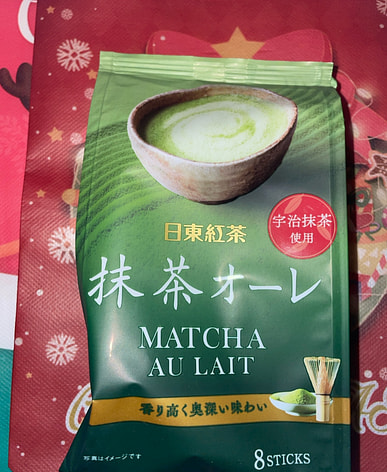 日東紅茶
宇治抹茶
使用
抹茶オーレ
MATCHA
AU LAIT
香り高く奥深い味わい
写真はイメージです
8 STICKS